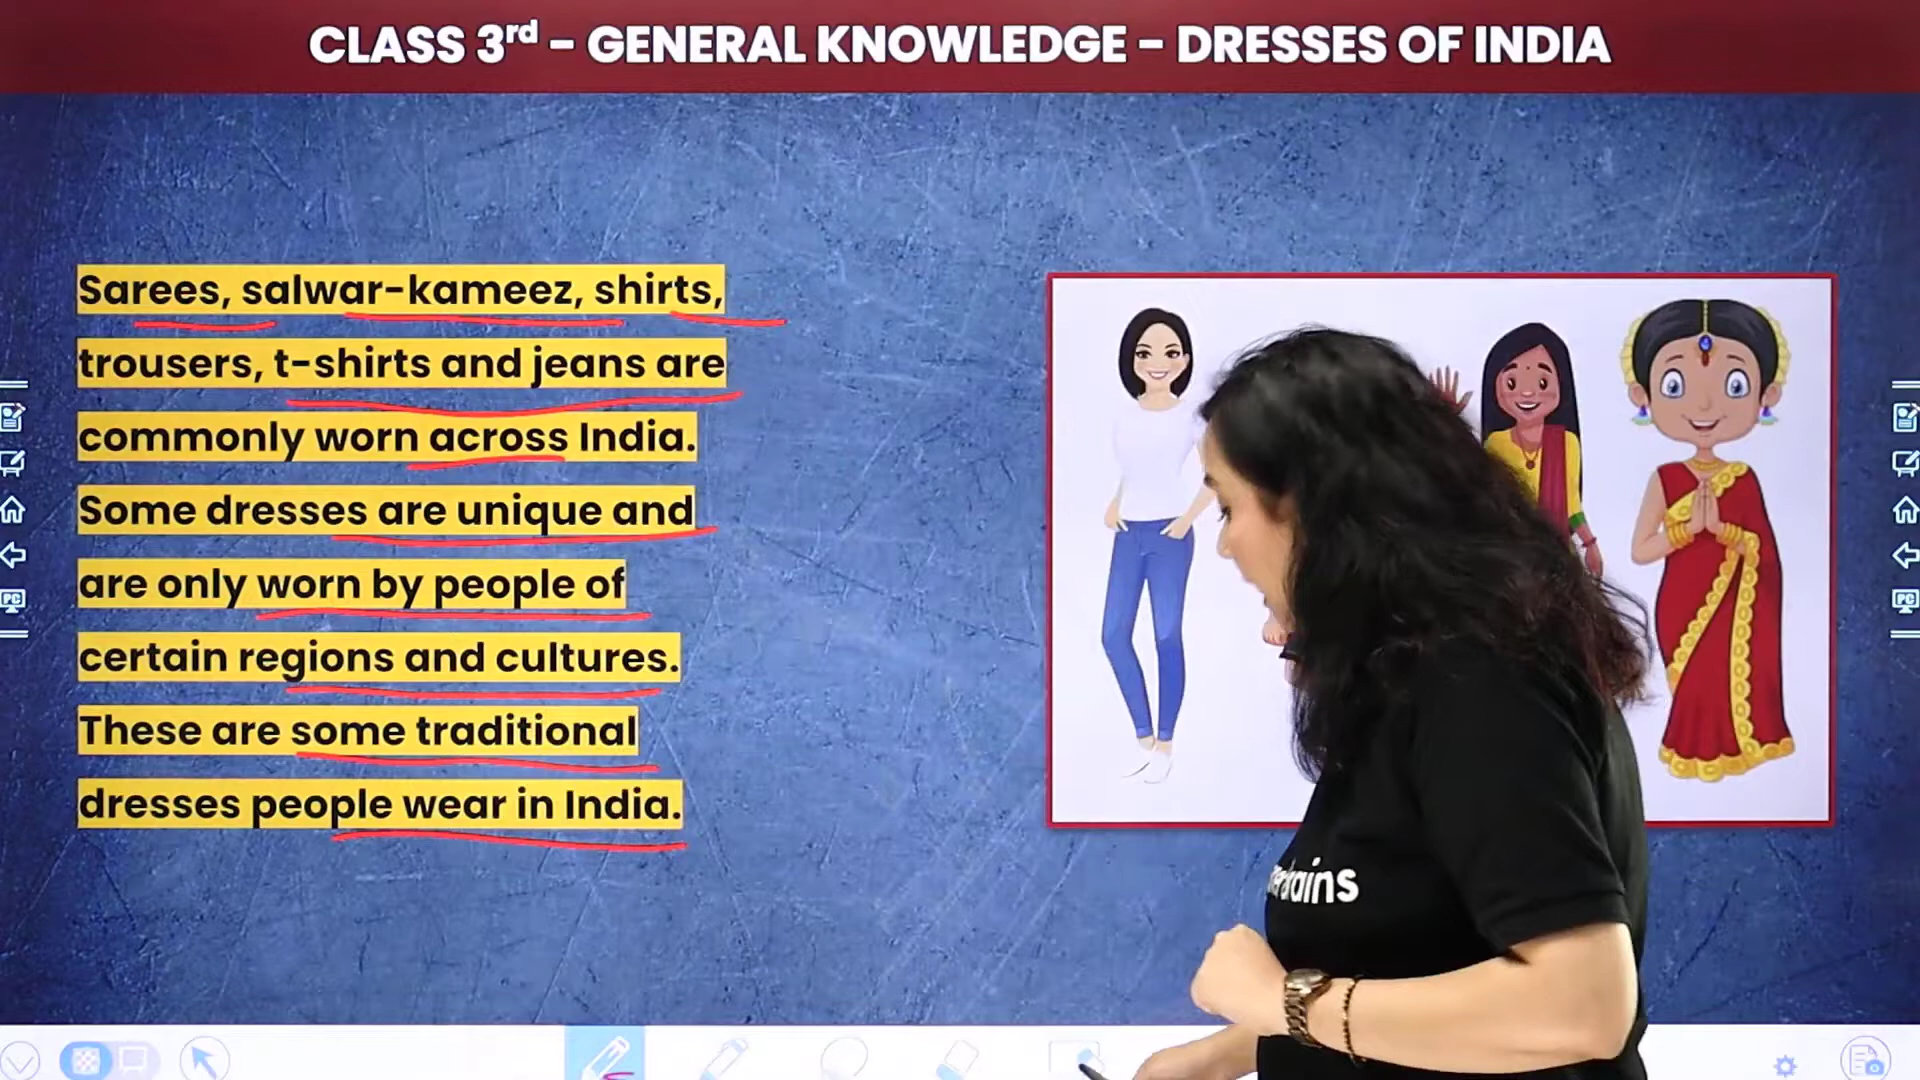 CLASS 3rd – GENERAL KNOWLEDGE – DRESSES OF INDIA
Sarees, salwar-kameez, shirts,
trousers, t-shirts and jeans are
commonly worn across India.
Some dresses are unique and
are only worn by people of
certain regions and cultures.
These are some traditional
dresses people wear in India.
PC
PC